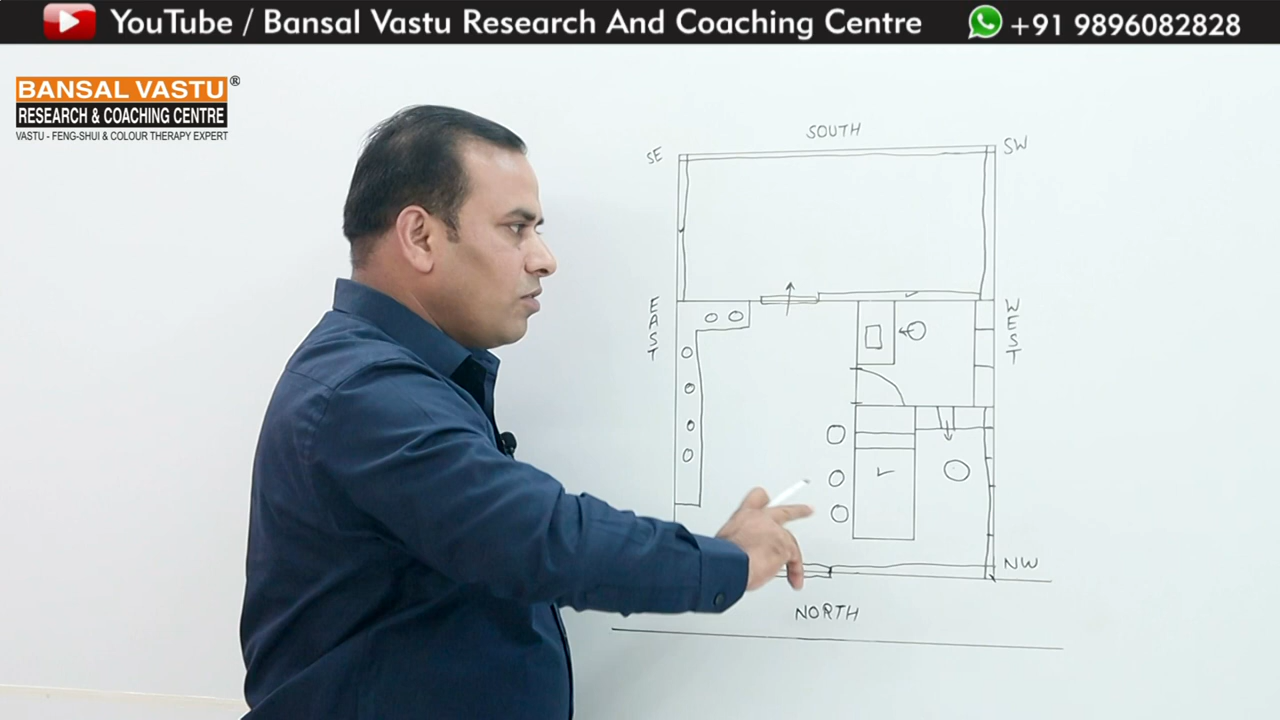 YouTube / Bansal Vastu Research And Coaching Centre +91 9896082828
BANSAL VASTU®
RESEARCH & COACHING CENTRE
VASTU - FENG-SHUI & COLOUR THERAPY EXPERT
SOUTH
SE
SW
EAST
WEST
NW
NORTH